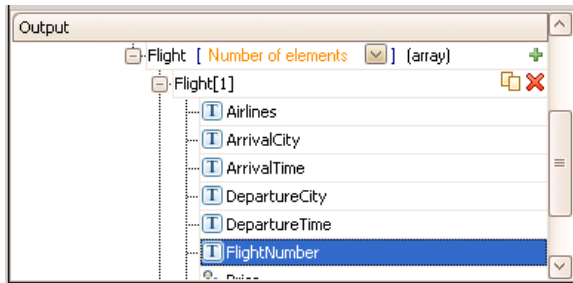 Output
Flight [ Number of elements ] (array)
Flight[1]
T Airlines
T ArrivalCity
T ArrivalTime
T DepartureCity
T DepartureTime
T FlightNumber